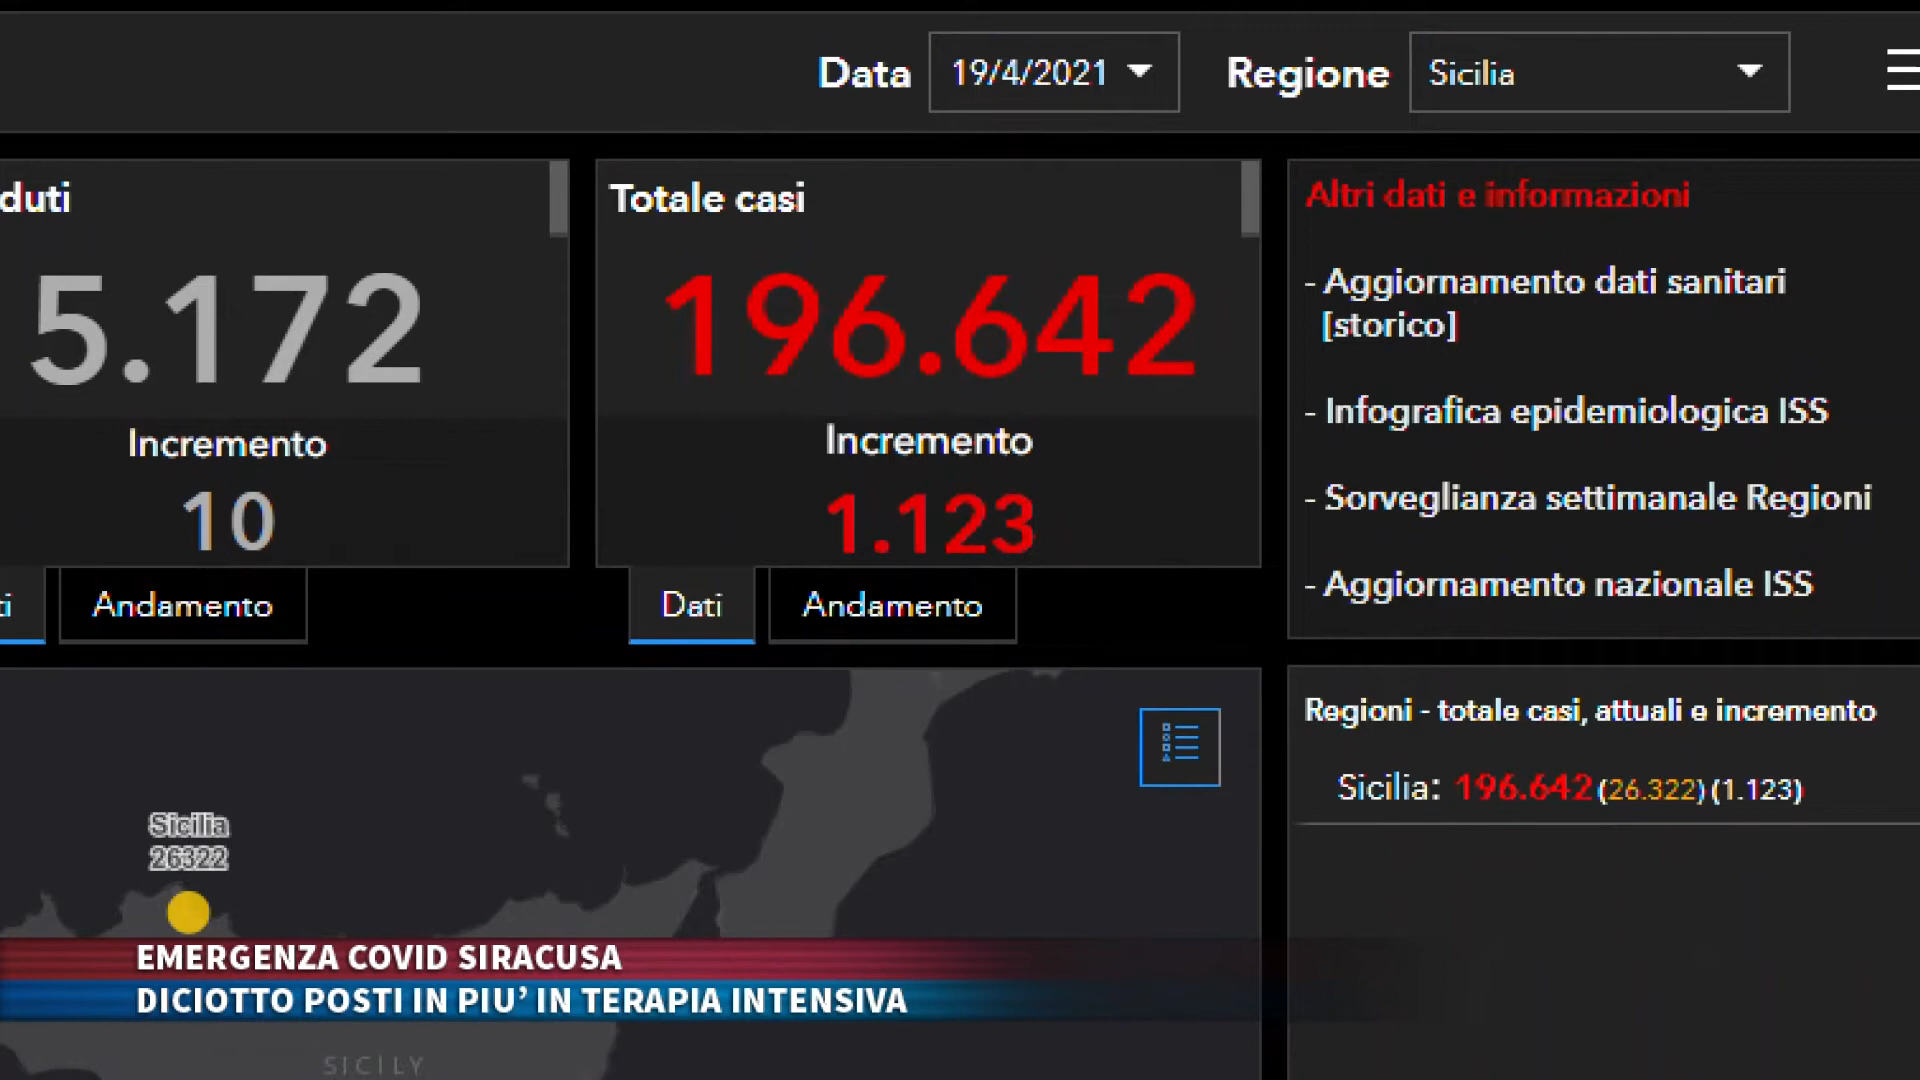 Data 19/4/2021 Regione Sicilia
duti
5.172
Incremento
10
Andamento
Totale casi
196.642
Incremento
1.123
Dati Andamento
Altri dati e informazioni
- Aggiornamento dati sanitari
[storico]
- Infografica epidemiologica ISS
- Sorveglianza settimanale Regioni
- Aggiornamento nazionale ISS
Regioni - totale casi, attuali e incremento
Sicilia: 196.642 (26.322) (1.123)
Sicilia
26322
EMERGENZA COVID SIRACUSA
DICIOTTO POSTI IN PIU’ IN TERAPIA INTENSIVA
SICILY